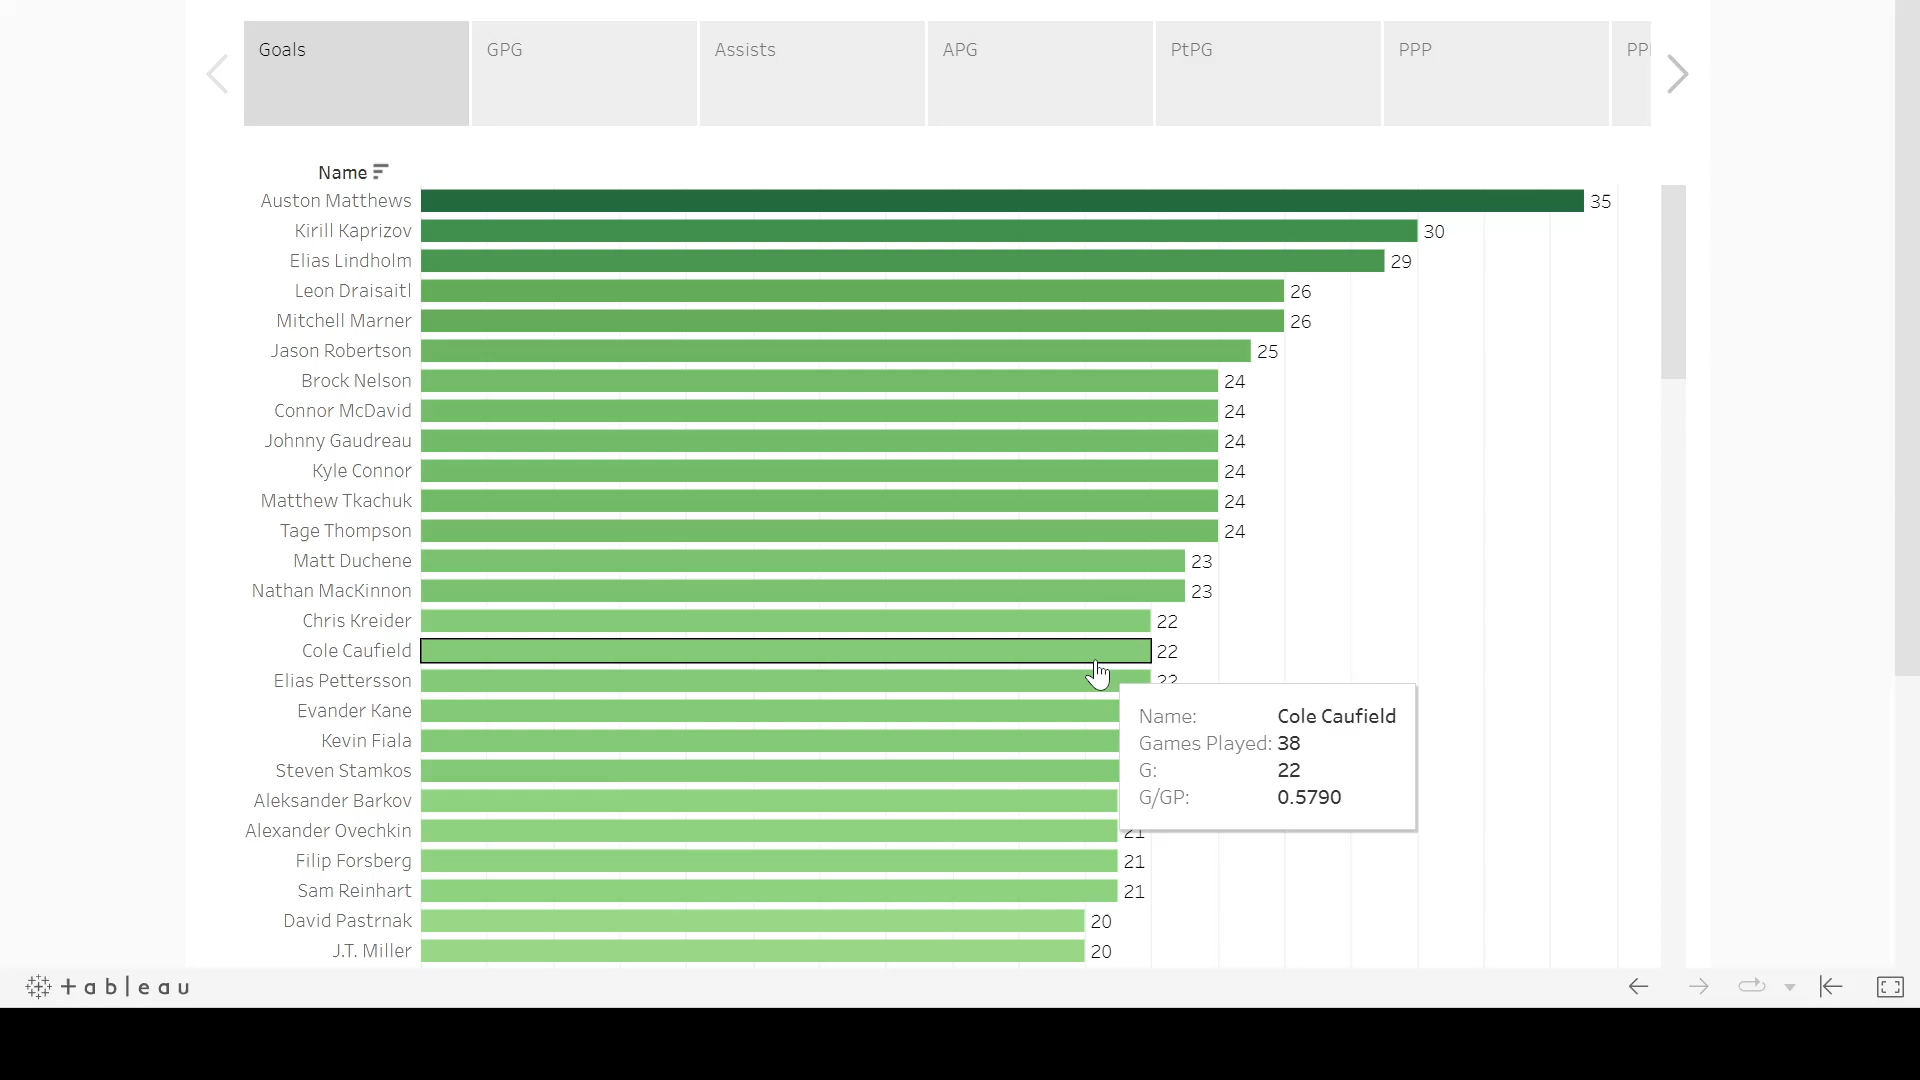 Goals GPG Assists APG PtPG PPP PP
Name
Auston Matthews 35
Kirill Kaprizov 30
Elias Lindholm 29
Leon Draisaitl 26
Mitchell Marner 26
Jason Robertson 25
Brock Nelson 24
Connor McDavid 24
Johnny Gaudreau 24
Kyle Connor 24
Matthew Tkachuk 24
Tage Thompson 24
Matt Duchene 23
Nathan MacKinnon 23
Chris Kreider 22
Cole Caufield 22
Elias Pettersson 22
Evander Kane
Kevin Fiala
Steven Stamkos
Aleksander Barkov
Alexander Ovechkin 21
Filip Forsberg 21
Sam Reinhart 21
David Pastrnak 20
J.T. Miller 20
Name: Cole Caufield
Games Played: 38
G: 22
G/GP: 0.5790
+ableau